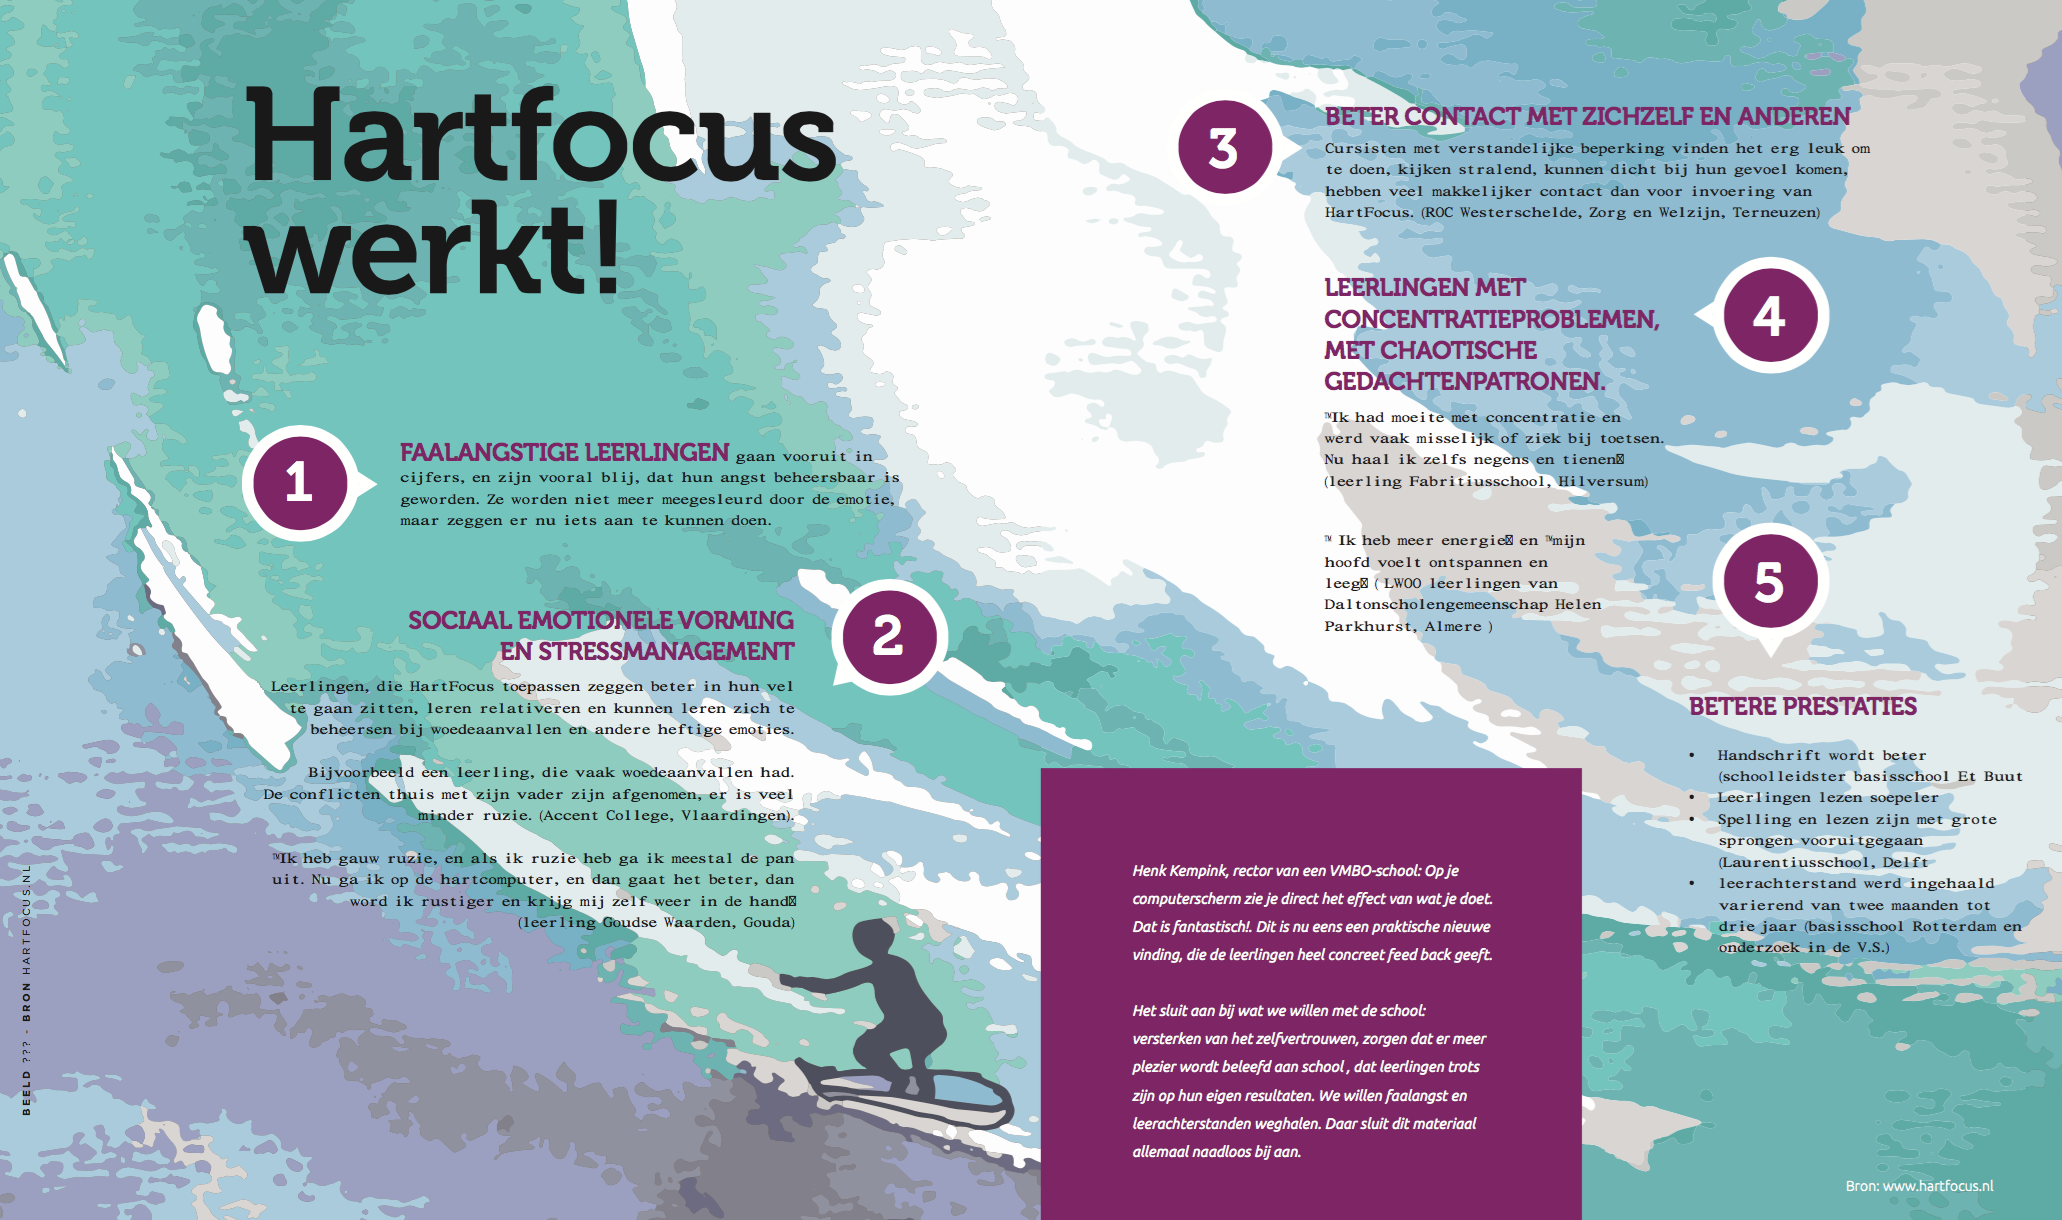 Hartfocus
werkt!
1
FAALANGSTIGE LEERLINGEN gaan vooruit in
cijfers, en zijn vooral blij, dat hun angst beheersbaar is
geworden. Ze worden niet meer meegesleurd door de emotie,
maar zeggen er nu iets aan te kunnen doen.
2
SOCIAAL EMOTIONELE VORMING
EN STRESSMANAGEMENT
Leerlingen, die HartFocus toepassen zeggen beter in hun vel
te gaan zitten, leren relativeren en kunnen leren zich te
beheersen bij woedeaanvallen en andere heftige emoties.
Bijvoorbeeld een leerling, die vaak woedeaanvallen had.
De conflicten thuis met zijn vader zijn afgenomen, er is veel
minder ruzie. (Accent College, Vlaardingen).
™Ik heb gauw ruzie, en als ik ruzie heb ga ik meestal de pan
uit. Nu ga ik op de hartcomputer, en dan gaat het beter, dan
word ik rustiger en krijg mij zelf weer in de hand
(leerling Goudse Waarden, Gouda)
3
BETER CONTACT MET ZICHZELF EN ANDEREN
Cursisten met verstandelijke beperking vinden het erg leuk om
te doen, kijken stralend, kunnen dicht bij hun gevoel komen,
hebben veel makkelijker contact dan voor invoering van
HartFocus. (ROC Westerschelde, Zorg en Welzijn, Terneuzen)
4
LEERLINGEN MET
CONCENTRATIEPROBLEMEN,
MET CHAOTISCHE
GEDACHTENPATRONEN.
™Ik had moeite met concentratie en
werd vaak misselijk of ziek bij toetsen.
Nu haal ik zelfs negens en tienen
(leerling Fabritiusschool, Hilversum)
™ Ik heb meer energie en ™mijn
hoofd voelt ontspannen en
leeg ( LWOO leerlingen van
Daltonscholengemeenschap Helen
Parkhurst, Almere )
5
BETERE PRESTATIES
• Handschrift wordt beter
(schoolleidster basisschool Et Buut
• Leerlingen lezen soepeler
• Spelling en lezen zijn met grote
sprongen vooruitgegaan
(Laurentiusschool, Delft
• leerachterstand werd ingehaald
varierend van twee maanden tot
drie jaar (basisschool Rotterdam en
onderzoek in de V.S.)
Henk Kempink, rector van een VMBO-school: Op je
computerscherm zie je direct het effect van wat je doet.
Dat is fantastisch!. Dit is nu eens een praktische nieuwe
vinding, die de leerlingen heel concreet feed back geeft.
Het sluit aan bij wat we willen met de school:
versterken van het zelfvertrouwen, zorgen dat er meer
plezier wordt beleefd aan school , dat leerlingen trots
zijn op hun eigen resultaten. We willen faalangst en
leerachterstanden weghalen. Daar sluit dit materiaal
allemaal naadloos bij aan.
Bron: www.hartfocus.nl
BEELD ??? - BRON HARTFOCUS.NL